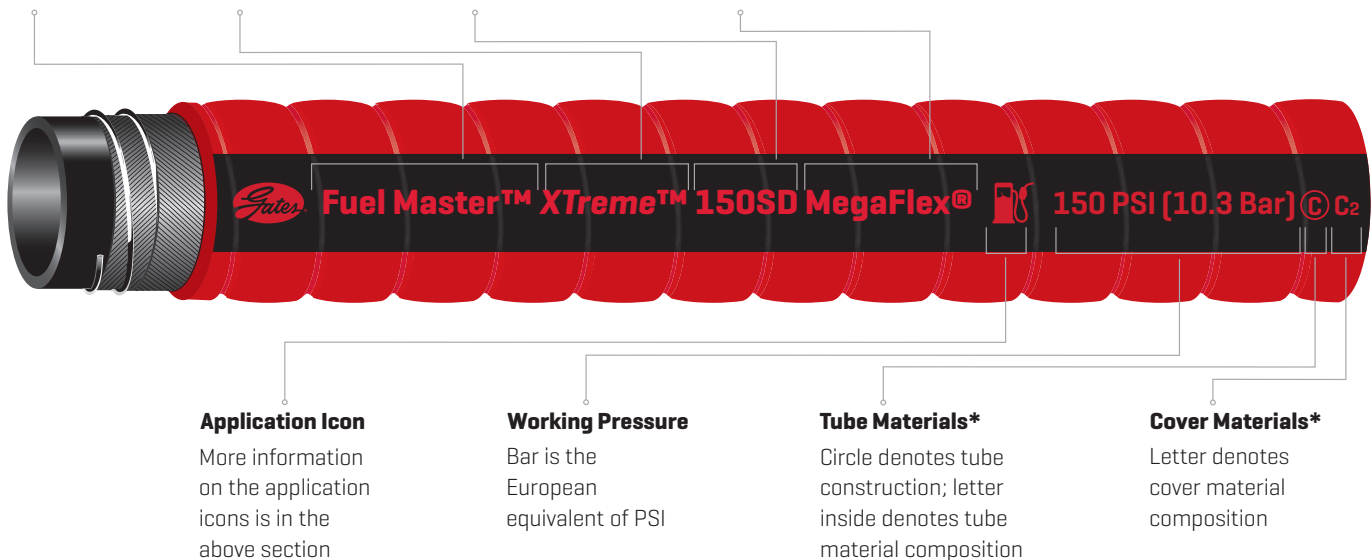 Gates Fuel Master™ XTreme™ 150SD MegaFlex® 150 PSI (10.3 Bar) C C2
Application Icon
More information
on the application
icons is in the
above section
Working Pressure
Bar is the
European
equivalent of PSI
Tube Materials*
Circle denotes tube
construction; letter
inside denotes tube
material composition
Cover Materials*
Letter denotes
cover material
composition